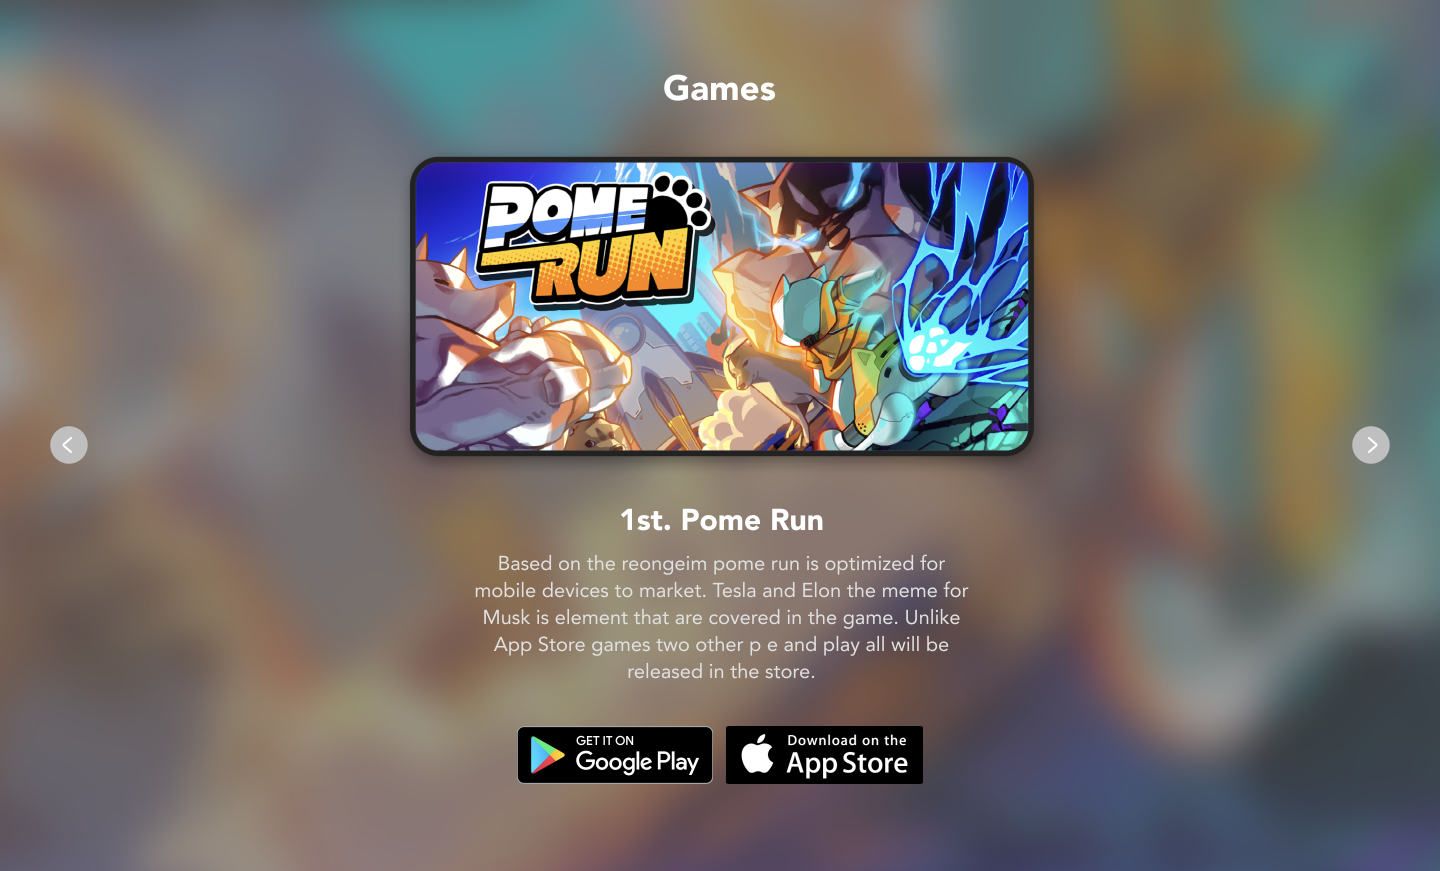 Games
POME
RUN
1st. Pome Run
Based on the reongeim pome run is optimized for
mobile devices to market. Tesla and Elon the meme for
Musk is element that are covered in the game. Unlike
App Store games two other p e and play all will be
released in the store.
GET IT ON
Google Play
Download on the
App Store